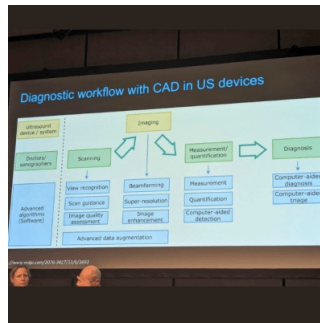 Diagnostic workflow with CAD in US devices
ultrasound
device / system
Imaging
Doctors/
sonographers
Scanning
Measurement/
quantification
Diagnosis
Advanced
algorithms
(Software)
View recognition
Scan guidance
Image quality
assessment
Beamforming
Super-resolution
Image
enhancement
Measurement
Quantification
Computer-aided
detection
Computer-aided
diagnosis
Computer-aided
triage
Advanced data augmentation